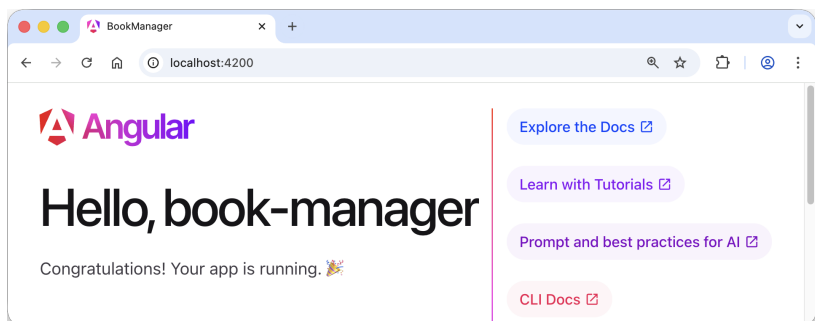 BookManager
localhost:4200
Angular
Hello, book-manager
Congratulations! Your app is running. 🎉
Explore the Docs
Learn with Tutorials
Prompt and best practices for AI
CLI Docs